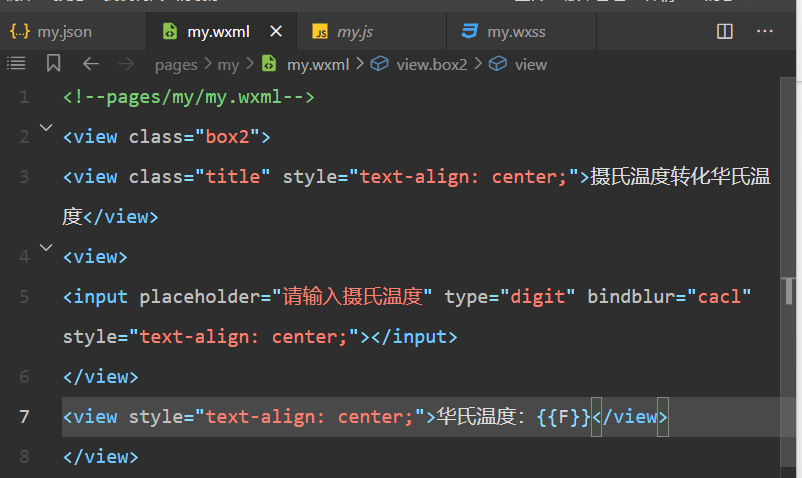 my.json my.wxml my.js my.wxss
pages my my.wxml view.box2 view
1 <!--pages/my/my.wxml-->
2 <view class="box2">
3 <view class="title" style="text-align: center;">摄氏温度转化华氏温
度</view>
4 <view>
5 <input placeholder="请输入摄氏温度" type="digit" bindblur="cacl"
style="text-align: center;"></input>
6 </view>
7 <view style="text-align: center;">华氏温度：{{F}}</view>
8 </view>